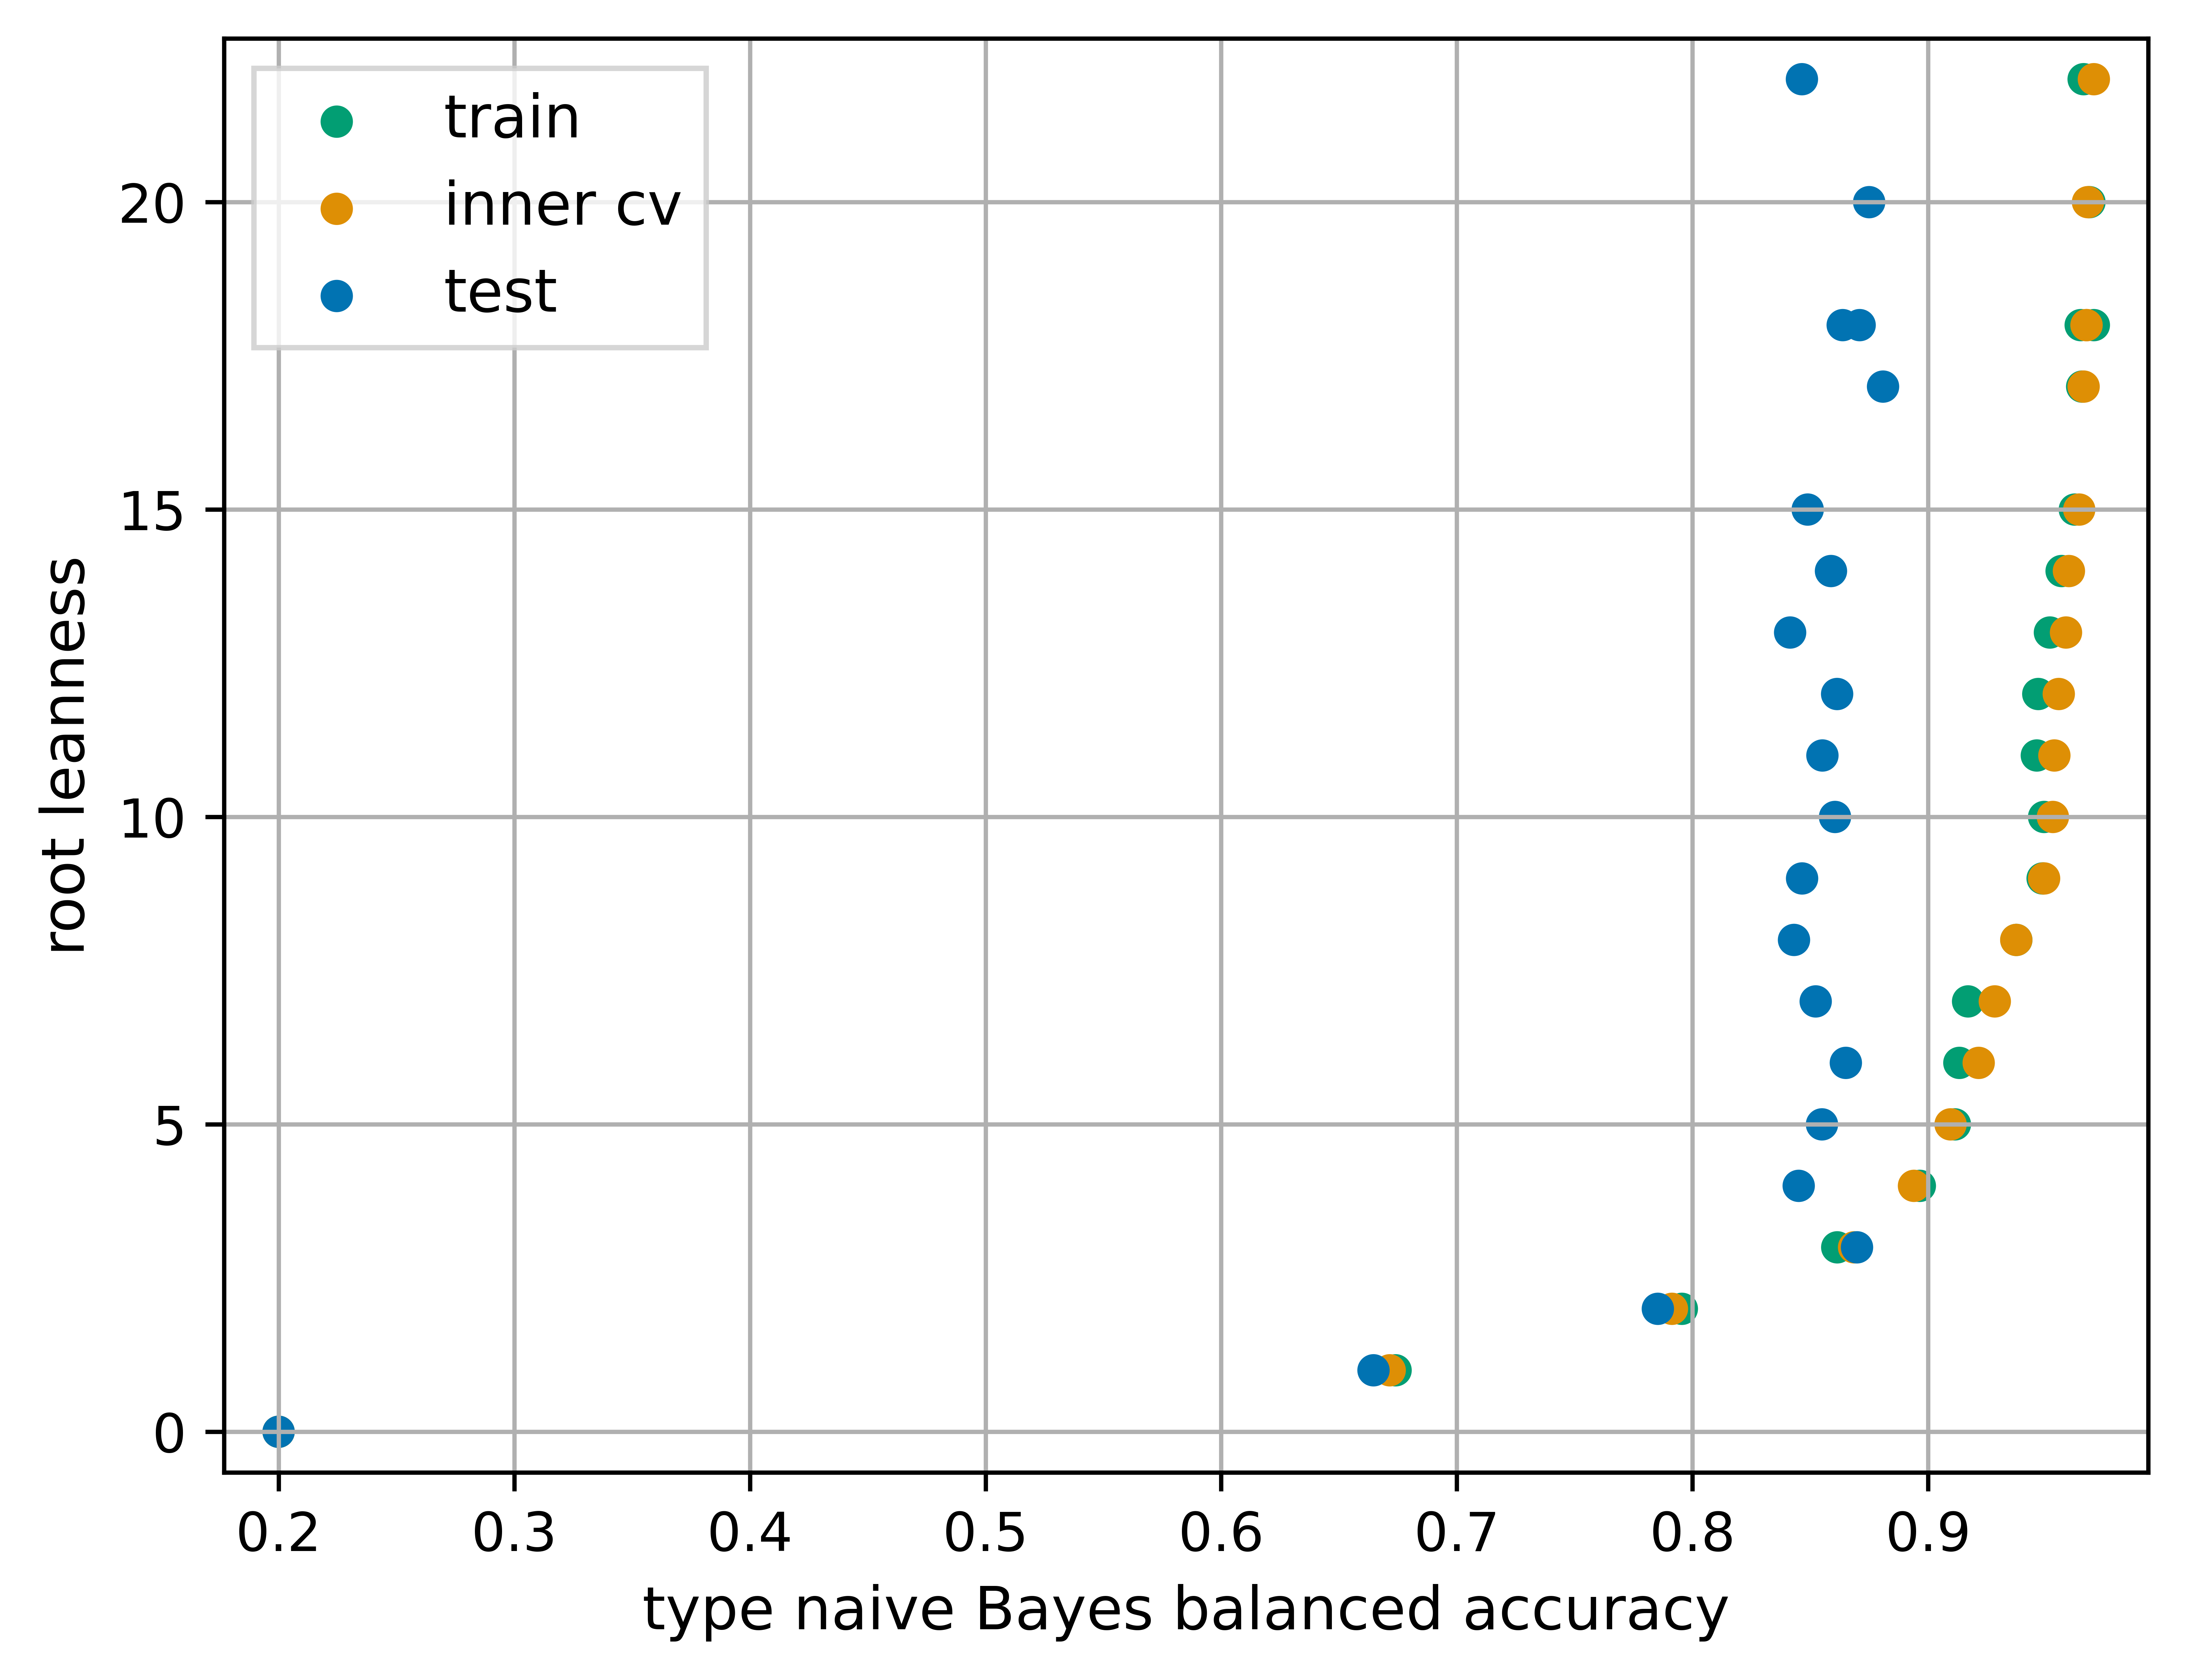 train
inner cv
test
root leanness
20
15
10
5
0
0.2 0.3 0.4 0.5 0.6 0.7 0.8 0.9
type naive Bayes balanced accuracy